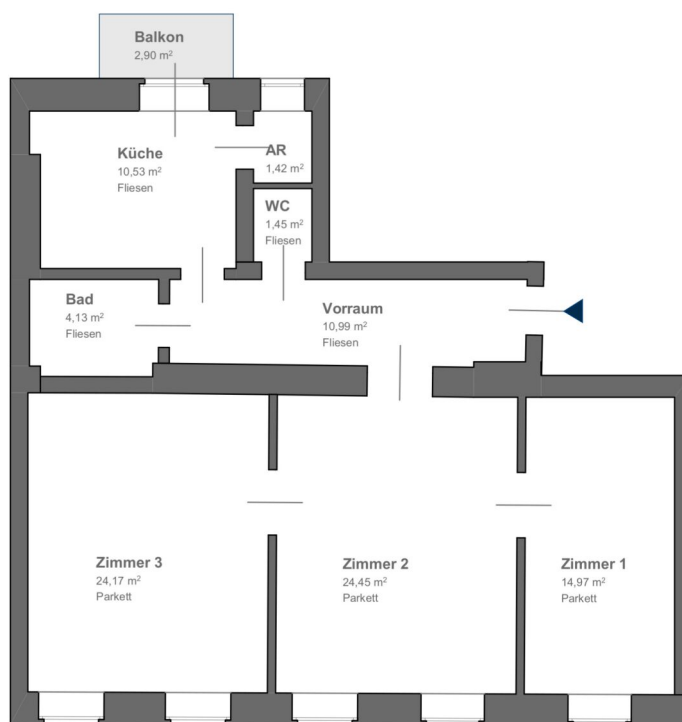 Balkon
2,90 m²
Küche
10,53 m²
Fliesen
AR
1,42 m²
WC
1,45 m²
Fliesen
Bad
4,13 m²
Fliesen
Vorraum
10,99 m²
Fliesen
Zimmer 3
24,17 m²
Parkett
Zimmer 2
24,45 m²
Parkett
Zimmer 1
14,97 m²
Parkett